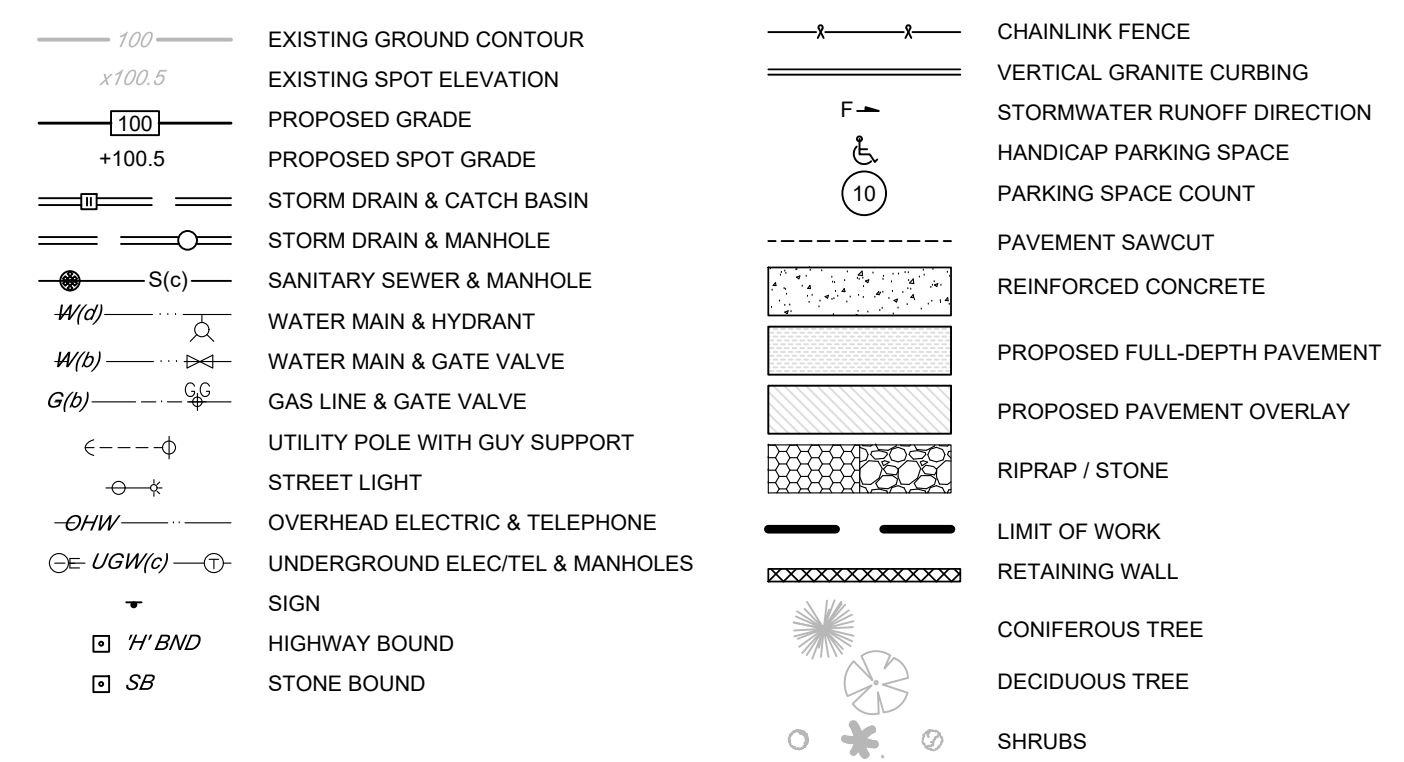 100 EXISTING GROUND CONTOUR
x100.5 EXISTING SPOT ELEVATION
100 PROPOSED GRADE
+100.5 PROPOSED SPOT GRADE
STORM DRAIN & CATCH BASIN
STORM DRAIN & MANHOLE
S(c) SANITARY SEWER & MANHOLE
W(d) WATER MAIN & HYDRANT
W(b) WATER MAIN & GATE VALVE
G(b) G G GAS LINE & GATE VALVE
UTILITY POLE WITH GUY SUPPORT
STREET LIGHT
OHW OVERHEAD ELECTRIC & TELEPHONE
E UGW(c) T UNDERGROUND ELEC/TEL & MANHOLES
SIGN
'H' BND HIGHWAY BOUND
SB STONE BOUND
CHAINLINK FENCE
VERTICAL GRANITE CURBING
F STORMWATER RUNOFF DIRECTION
HANDICAP PARKING SPACE
10 PARKING SPACE COUNT
PAVEMENT SAWCUT
REINFORCED CONCRETE
PROPOSED FULL-DEPTH PAVEMENT
PROPOSED PAVEMENT OVERLAY
RIPRAP / STONE
LIMIT OF WORK
RETAINING WALL
CONIFEROUS TREE
DECIDUOUS TREE
SHRUBS